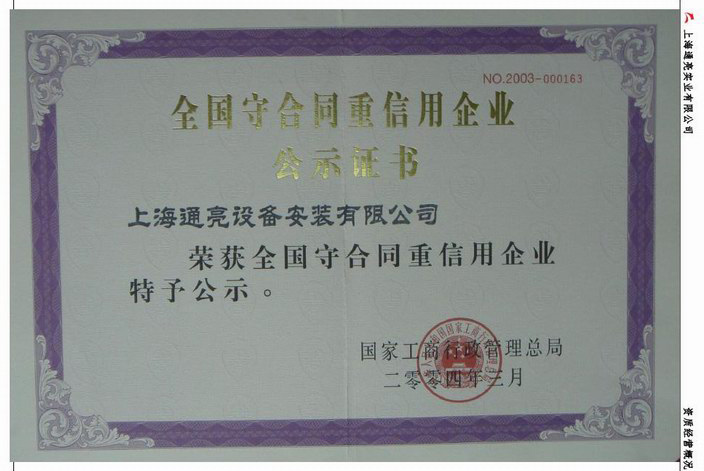 NO.2003-000163
全国守合同重信用企业
公示证书
上海通亮设备安装有限公司
荣获全国守合同重信用企业
特予公示。
国家工商行政管理总局
二零零四年三月
上海通亮实业有限公司
资质经营概况